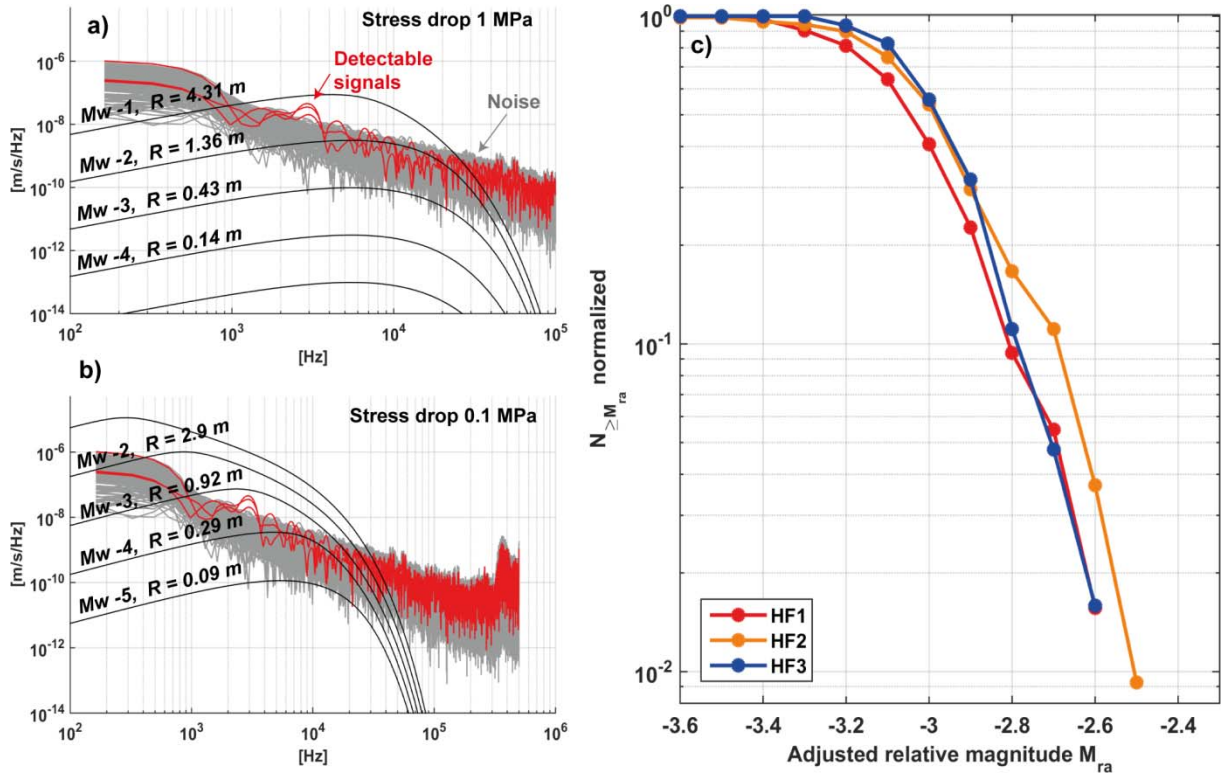 a)
Stress drop 1 MPa
Detectable
signals
Noise
Mw -1, R = 4.31 m
Mw -2, R = 1.36 m
Mw -3, R = 0.43 m
Mw -4, R = 0.14 m
[m/s/Hz]
10^-6
10^-8
10^-10
10^-12
10^-14
10^2
10^3
10^4
10^5
[Hz]
b)
Stress drop 0.1 MPa
Mw -2, R = 2.9 m
Mw -3, R = 0.92 m
Mw -4, R = 0.29 m
Mw -5, R = 0.09 m
[m/s/Hz]
10^-6
10^-8
10^-10
10^-12
10^-14
10^2
10^3
10^4
10^5
10^6
[Hz]
c)
N≥M_ra normalized
10^0
10^-1
10^-2
HF1
HF2
HF3
-3.6
-3.4
-3.2
-3
-2.8
-2.6
-2.4
Adjusted relative magnitude M_ra